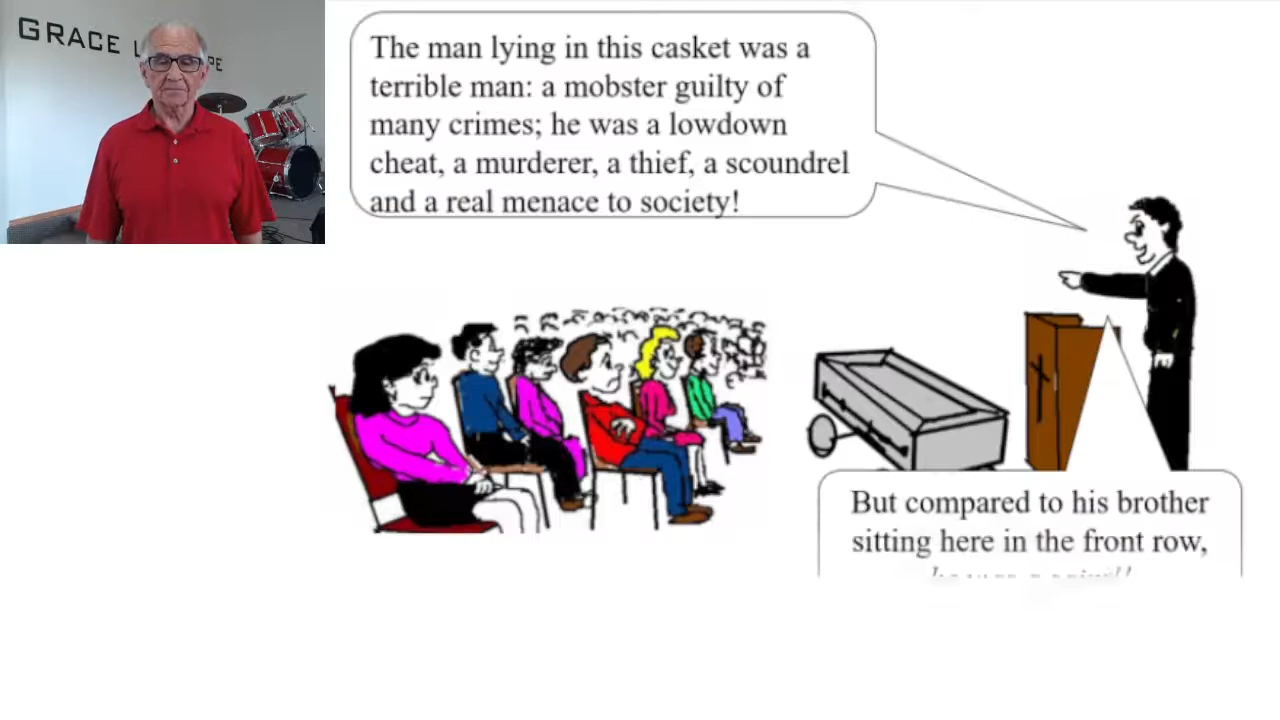 GRACE
The man lying in this casket was a
terrible man: a mobster guilty of
many crimes; he was a lowdown
cheat, a murderer, a thief, a scoundrel
and a real menace to society!
But compared to his brother
sitting here in the front row,